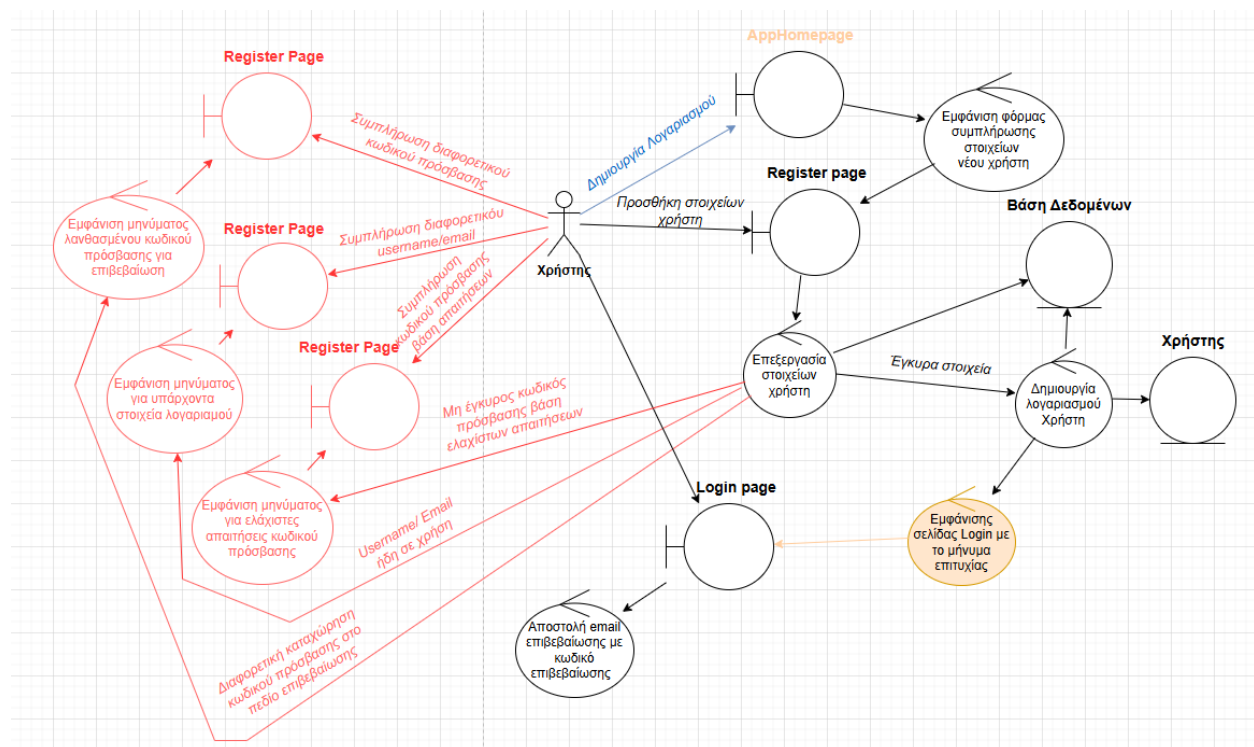 AppHomepage
Register Page
Δημιουργία Λογαριασμού
Συμπλήρωση διαφορετικού
κωδικού πρόσβασης
Εμφάνιση φόρμας
συμπλήρωσης
στοιχείων
νέου χρήστη
Register page
Προσθήκη στοιχείων
χρήστη
Βάση Δεδομένων
Εμφάνιση μηνύματος
λανθασμένου κωδικού
πρόσβασης για
επιβεβαίωση
Register Page
Συμπλήρωση διαφορετικόυ
username/email
Χρήστης
Συμπλήρωση
κωδικού πρόσβασης
βάση απαιτήσεων
Register Page
Χρήστης
Επεξεργασία
στοιχείων
χρήστη
Έγκυρα στοιχεία
Δημιουργία
λογαριασμού
Χρήστη
Εμφάνιση μηνύματος
για υπάρχοντα
στοιχεία λογαριαμού
Μη έγκυρος κωδικός
πρόσβασης βάση
ελαχίστων απαιτήσεων
Login page
Εμφάνιση μηνύματος
για ελάχιστες
απαιτήσεις κωδικού
πρόσβασης
Username/ Email
ήδη σε χρήση
Εμφάνισης
σελίδας Login με
το μήνυμα
επιτυχίας
Αποστολή email
επιβεβαίωσης με
κωδικό
επιβεβαίωσης
Διαφορετική καταχώρηση
κωδικού πρόσβασης στο
πεδίο επιβεβαίωσης